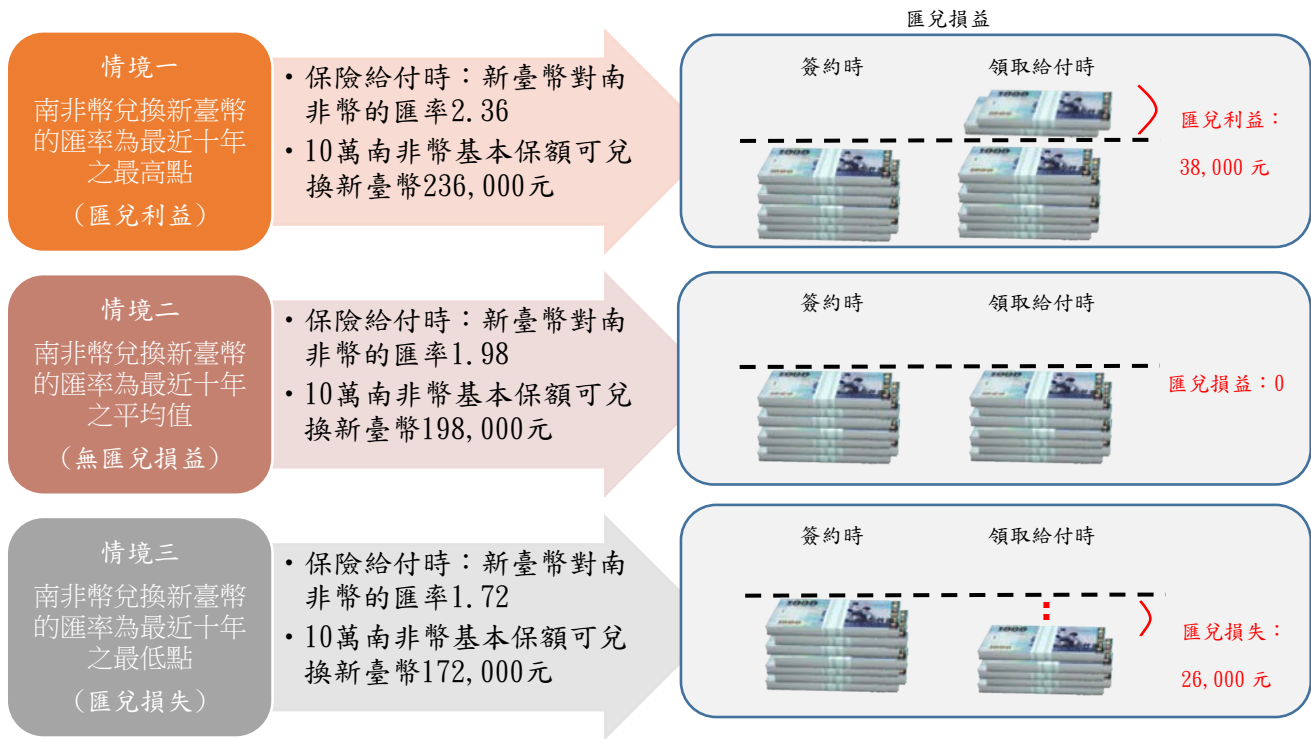 匯兌損益
情境一
南非幣兌換新臺幣
的匯率為最近十年
之最高點
（匯兌利益）
・保險給付時：新臺幣對南
非幣的匯率2.36
・10萬南非幣基本保額可兌
換新臺幣236,000元
簽約時
領取給付時
匯兌利益：
38,000 元
情境二
南非幣兌換新臺幣
的匯率為最近十年
之平均值
（無匯兌損益）
・保險給付時：新臺幣對南
非幣的匯率1.98
・10萬南非幣基本保額可兌
換新臺幣198,000元
簽約時
領取給付時
匯兌損益：0
情境三
南非幣兌換新臺幣
的匯率為最近十年
之最低點
（匯兌損失）
・保險給付時：新臺幣對南
非幣的匯率1.72
・10萬南非幣基本保額可兌
換新臺幣172,000元
簽約時
領取給付時
匯兌損失：
26,000 元